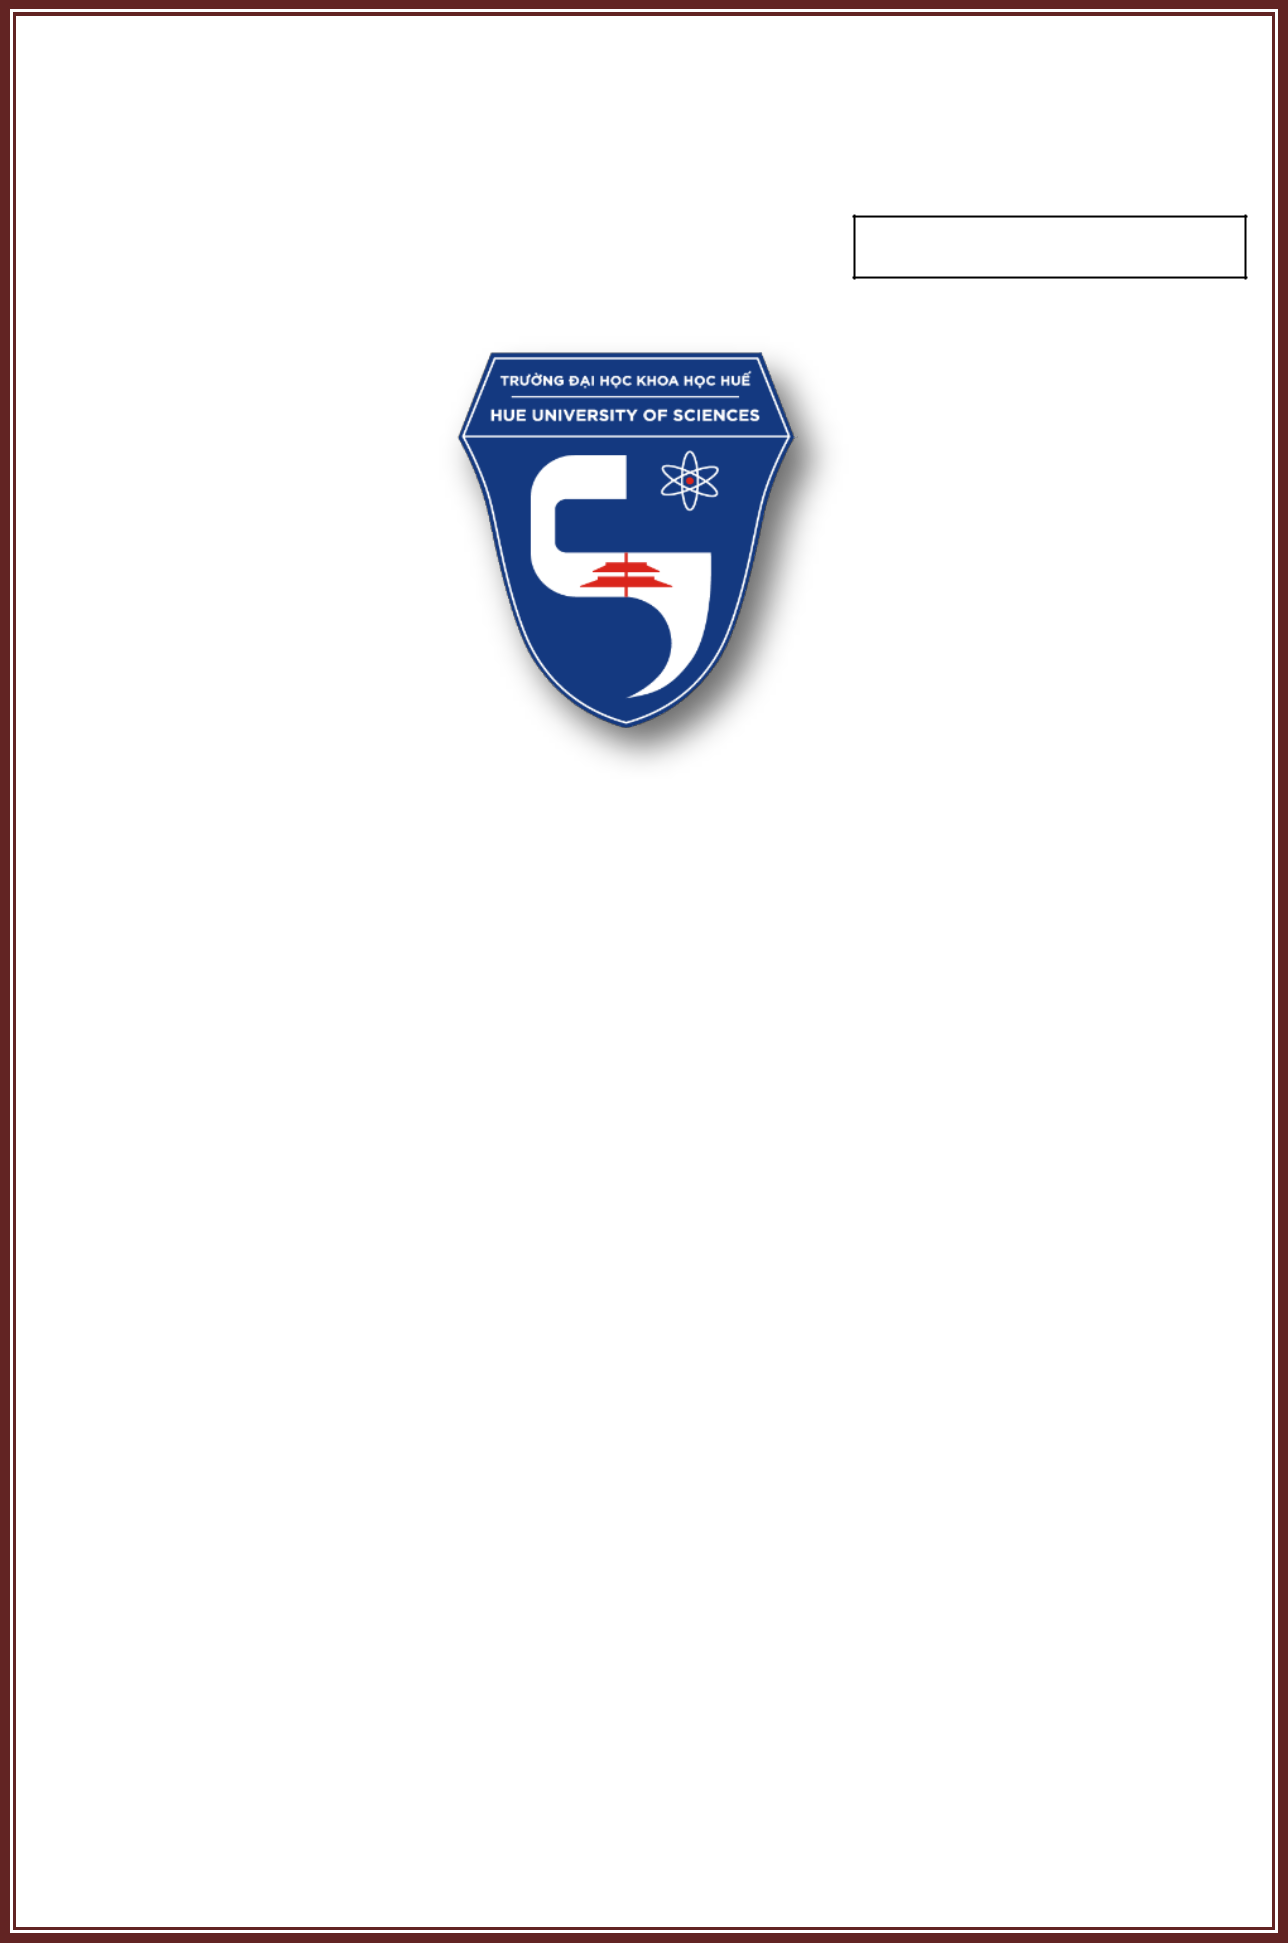 TRƯỜNG ĐẠI HỌC KHOA HỌC HUẾ
HUE UNIVERSITY OF SCIENCES